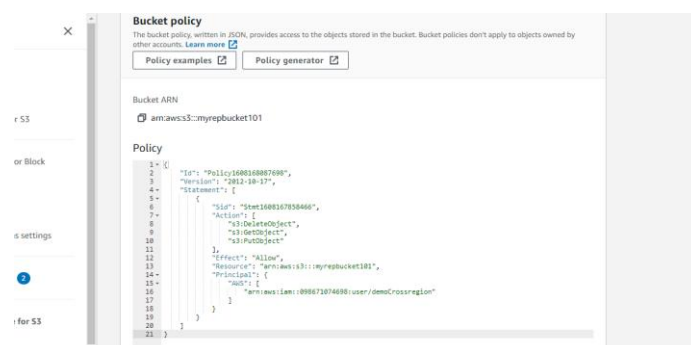 Bucket policy
The bucket policy, written in JSON, provides access to the objects stored in the bucket. Bucket policies don't apply to objects owned by
other accounts. Learn more
Policy examples
Policy generator
Bucket ARN
arn:aws:s3:::myrepbucket101
r S3
Policy
or Block
1 {
2 "Id": "Policy1608168087698",
3 "Version": "2012-10-17",
4 "Statement": [
5 {
6 "Sid": "Stmt1608167858466",
7 "Action": [
8 "s3:DeleteObject",
9 "s3:GetObject",
10 "s3:PutObject"
11 ],
12 "Effect": "Allow",
13 "Resource": "arn:aws:s3:::myrepbucket101",
14 "Principal": {
15 "AWS": [
16 "arn:aws:iam::098671074698:user/demoCrossregion"
17 ]
18 }
19 }
20 ]
21 }
s settings
2
for S3